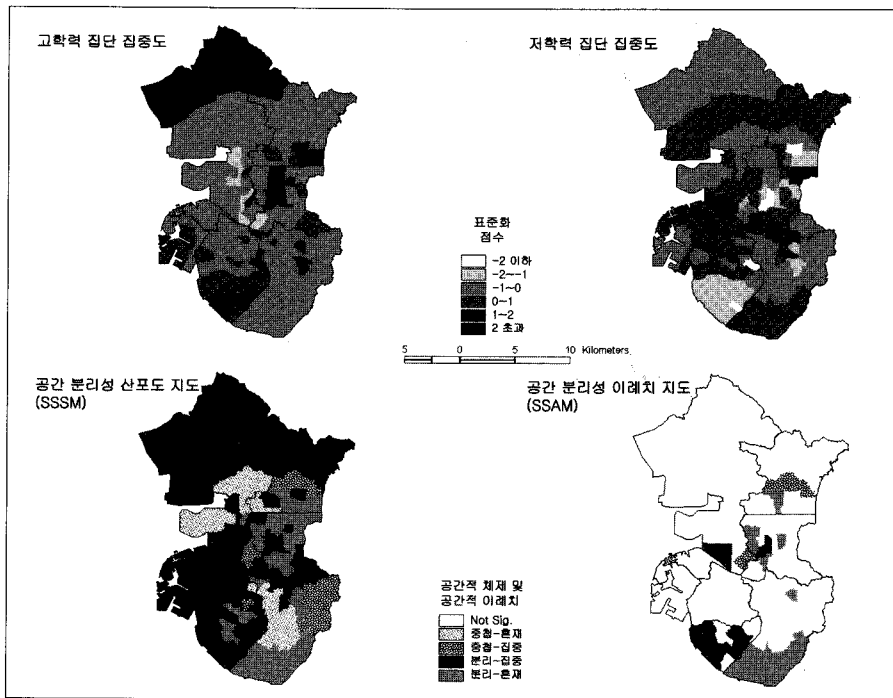 고학력 집단 집중도
저학력 집단 집중도
표준화
점수
-2 이하
-2~-1
-1~0
0~1
1~2
2 초과
5 0 5 10 Kilometers
공간 분리성 산포도 지도
(SSSM)
공간 분리성 이례치 지도
(SSAM)
공간적 체제 및
공간적 이례치
Not Sig.
중첩-혼재
중첩-집중
분리-집중
분리-혼재